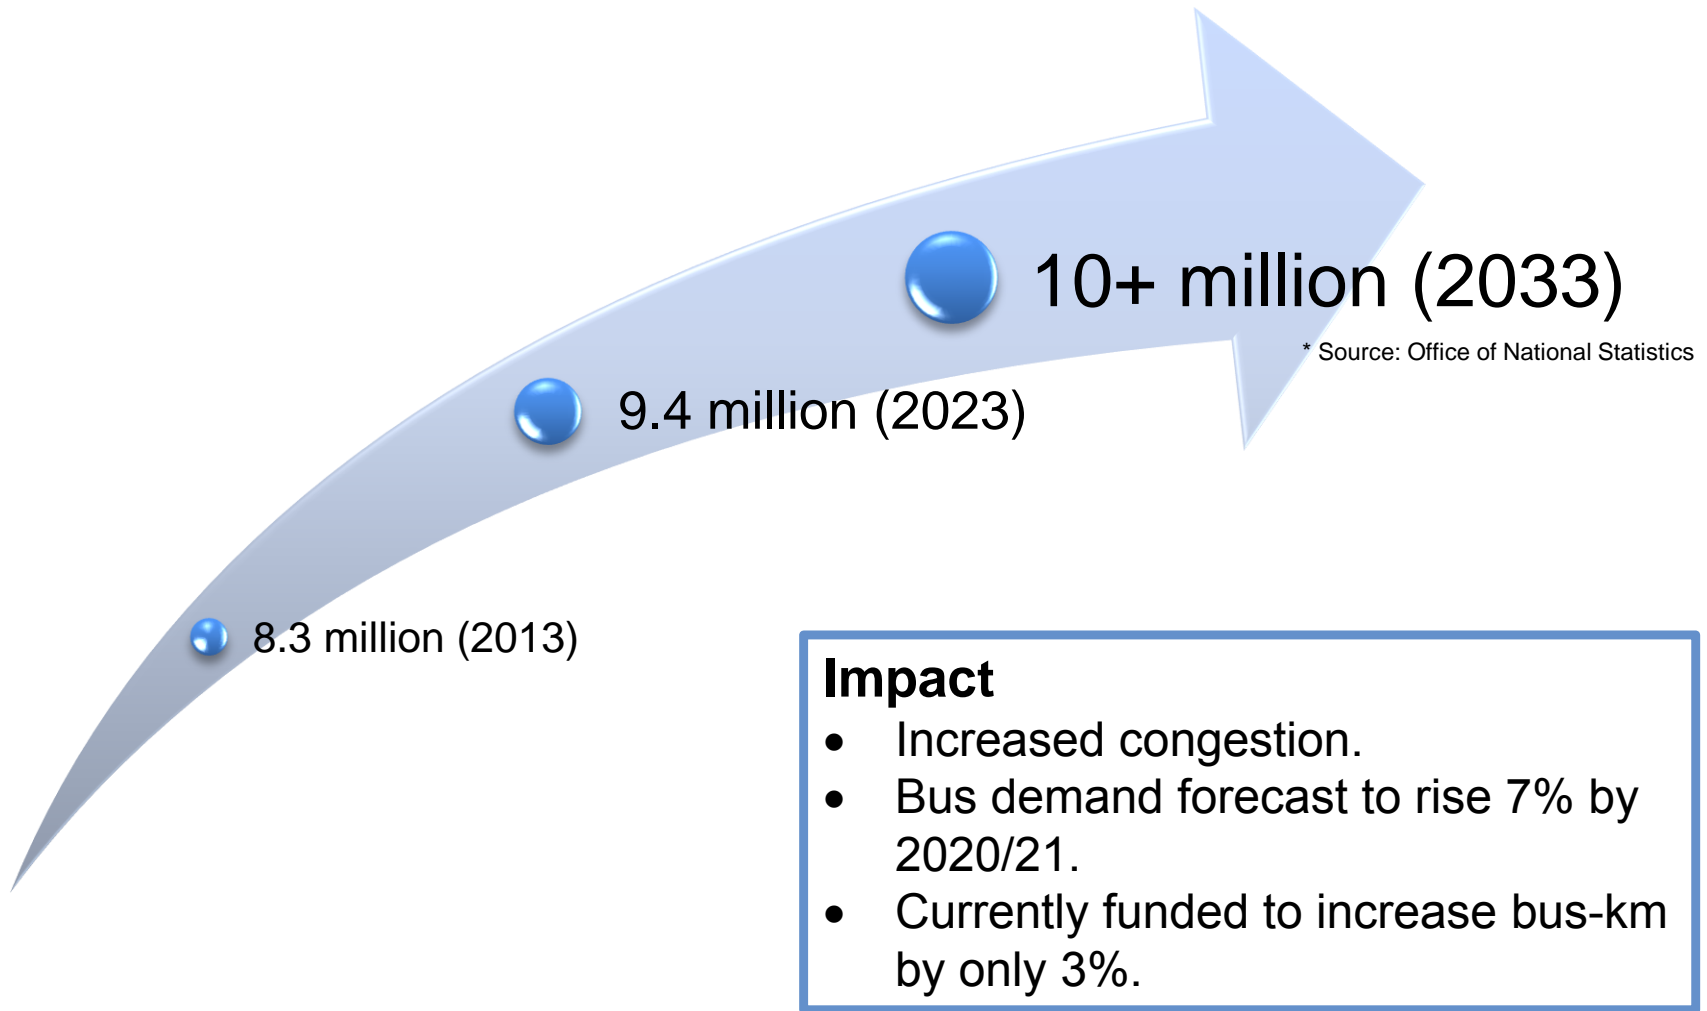 10+ million (2033)
* Source: Office of National Statistics
9.4 million (2023)
8.3 million (2013)
Impact
• Increased congestion.
• Bus demand forecast to rise 7% by
2020/21.
• Currently funded to increase bus-km
by only 3%.